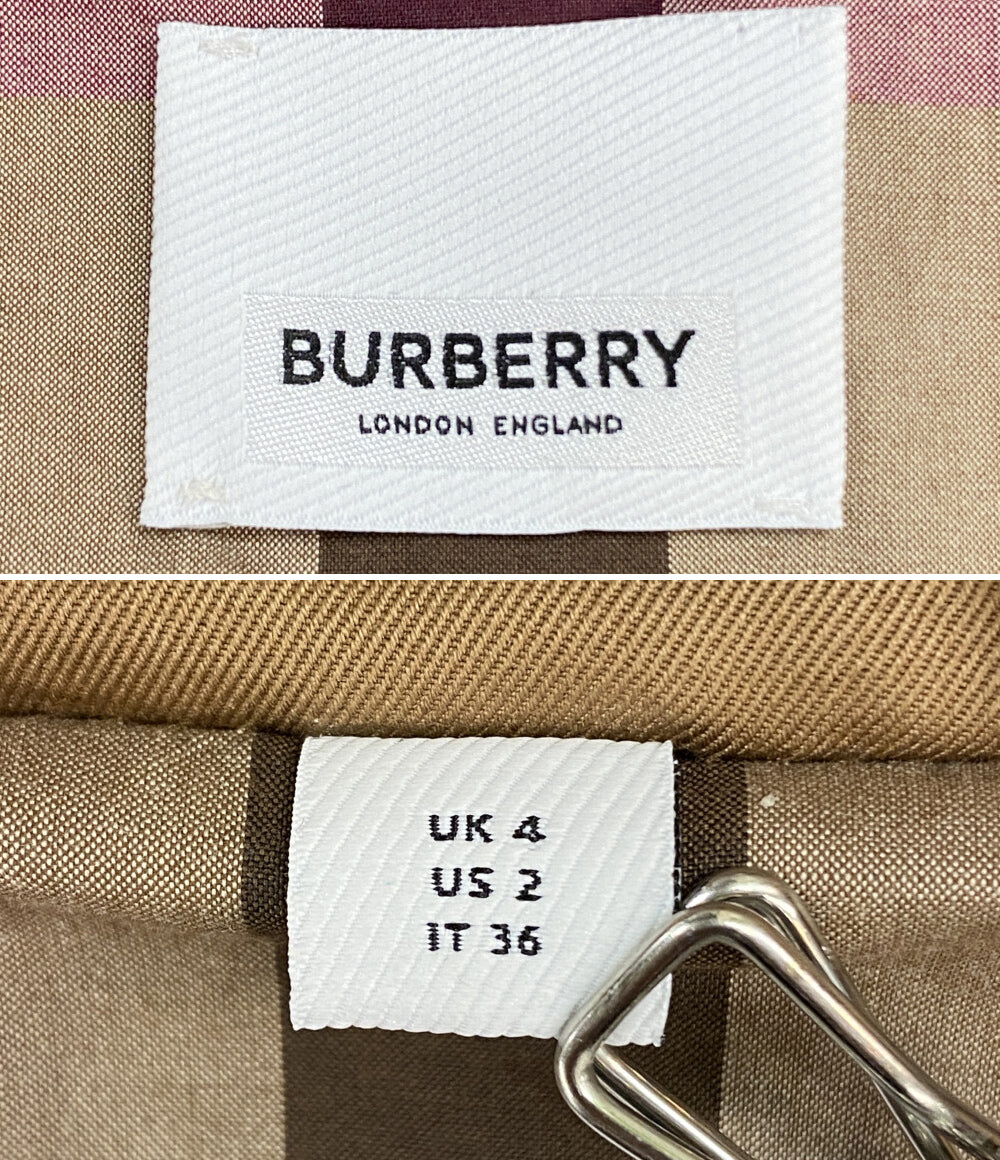 BURBERRY
LONDON ENGLAND
UK 4
US 2
IT 36